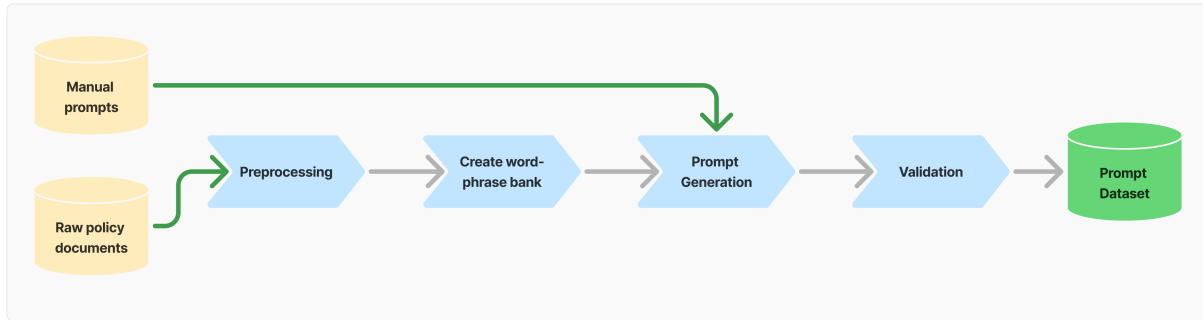 Manual
prompts
Raw policy
documents
Preprocessing
Create word-
phrase bank
Prompt
Generation
Validation
Prompt
Dataset